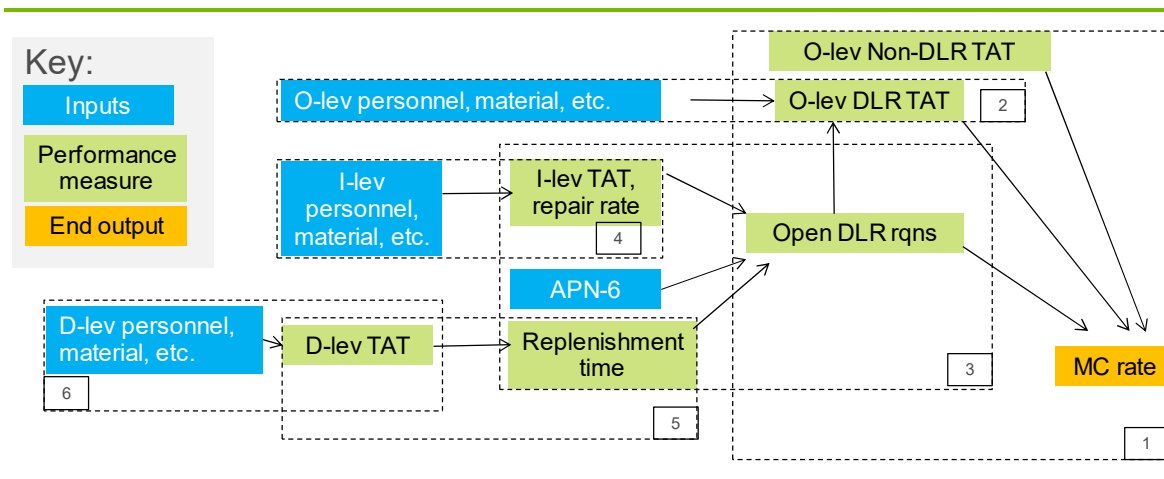 Key:
Inputs
Performance
measure
End output
O-lev Non-DLR TAT
O-lev personnel, material, etc.
O-lev DLR TAT
2
I-lev
personnel,
material, etc.
I-lev TAT,
repair rate
4
Open DLR rqns
APN-6
D-lev personnel,
material, etc.
6
D-lev TAT
Replenishment
time
5
3
MC rate
1